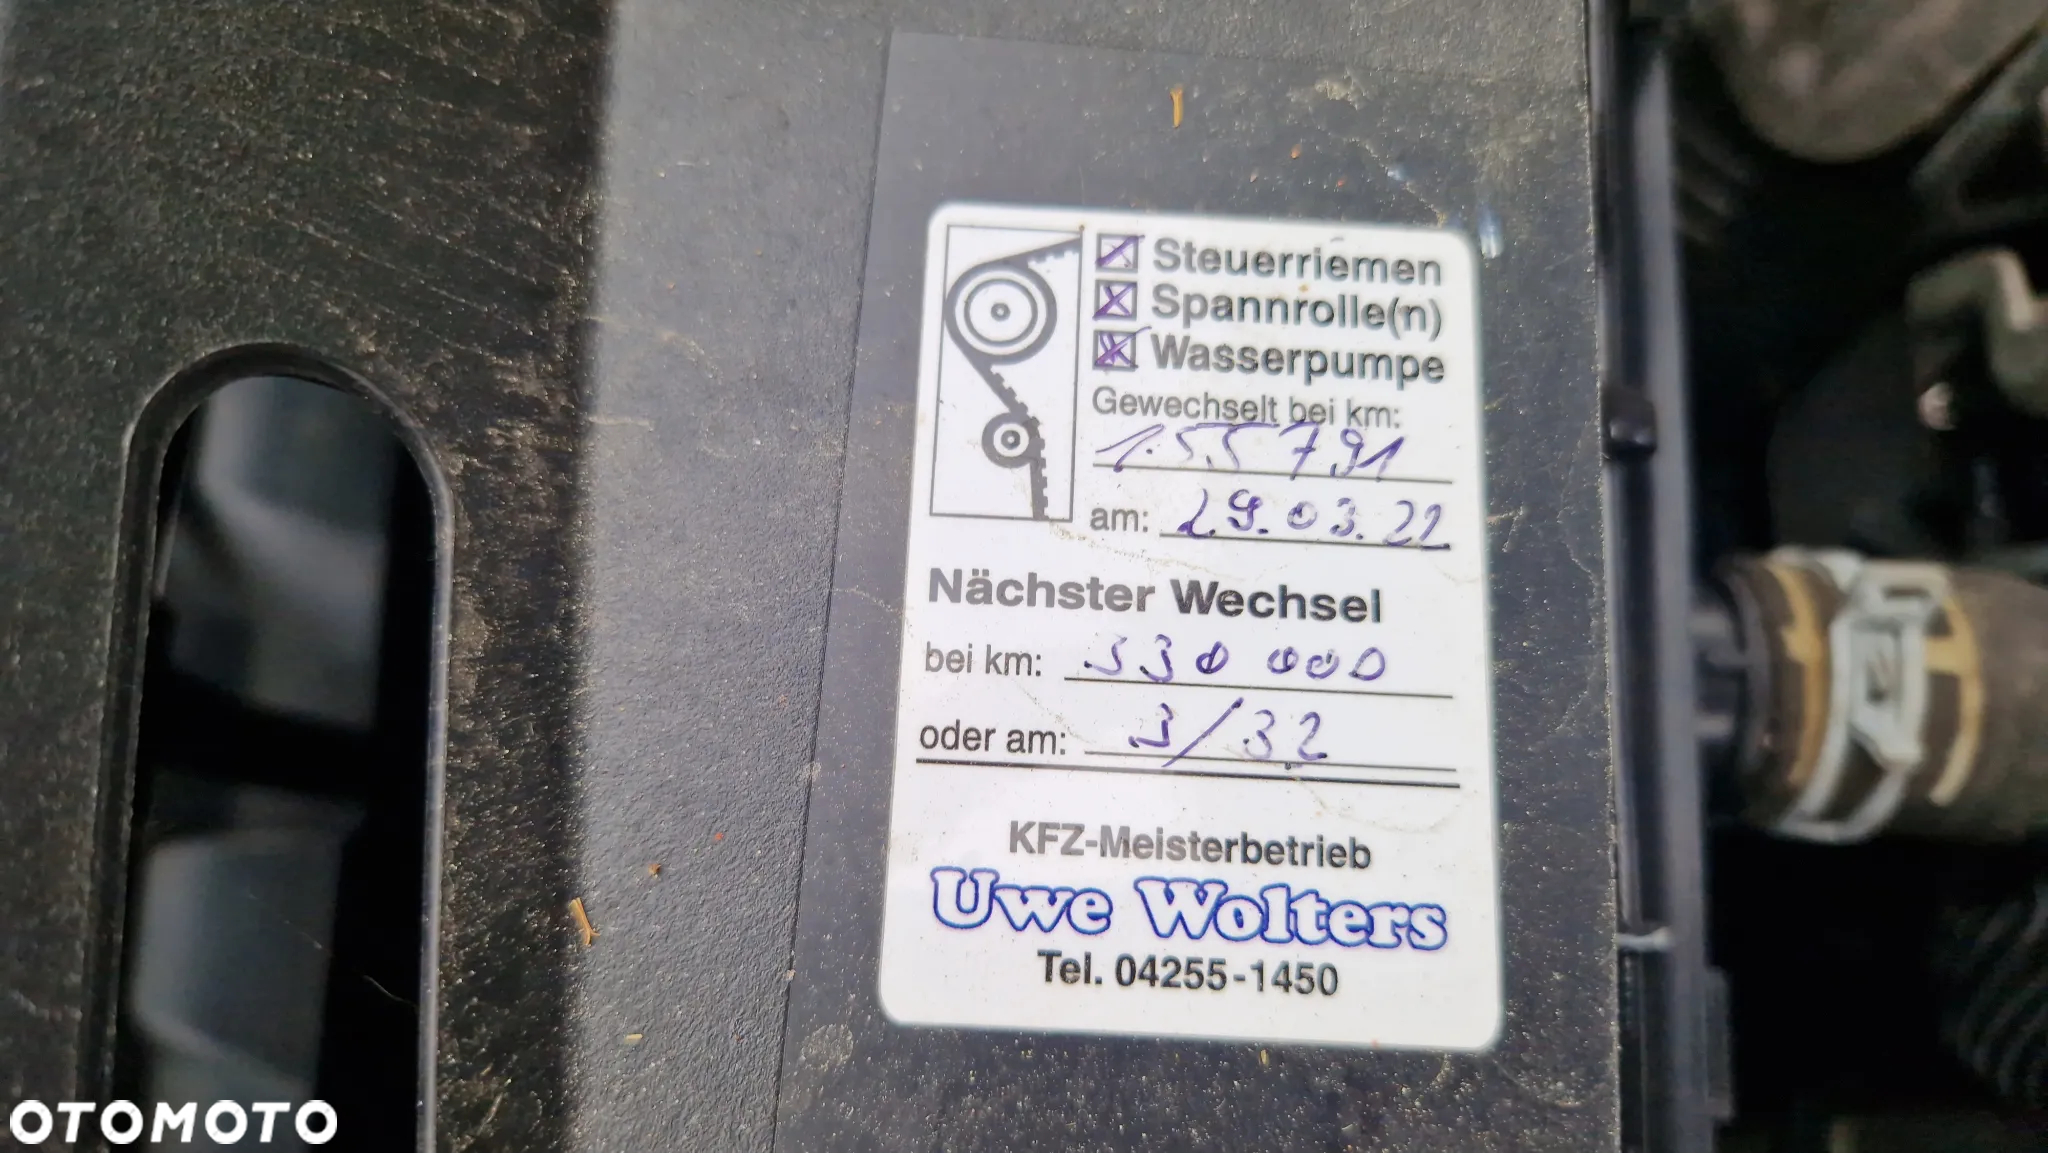 Steuerriemen
Spannrolle(n)
Wasserpumpe
Gewechselt bei km:
155791
am: 29.03.22
Nächster Wechsel
bei km: 330 000
oder am: 3/32
KFZ-Meisterbetrieb
Uwe Wolters
Tel. 04255-1450
OTOMOTO